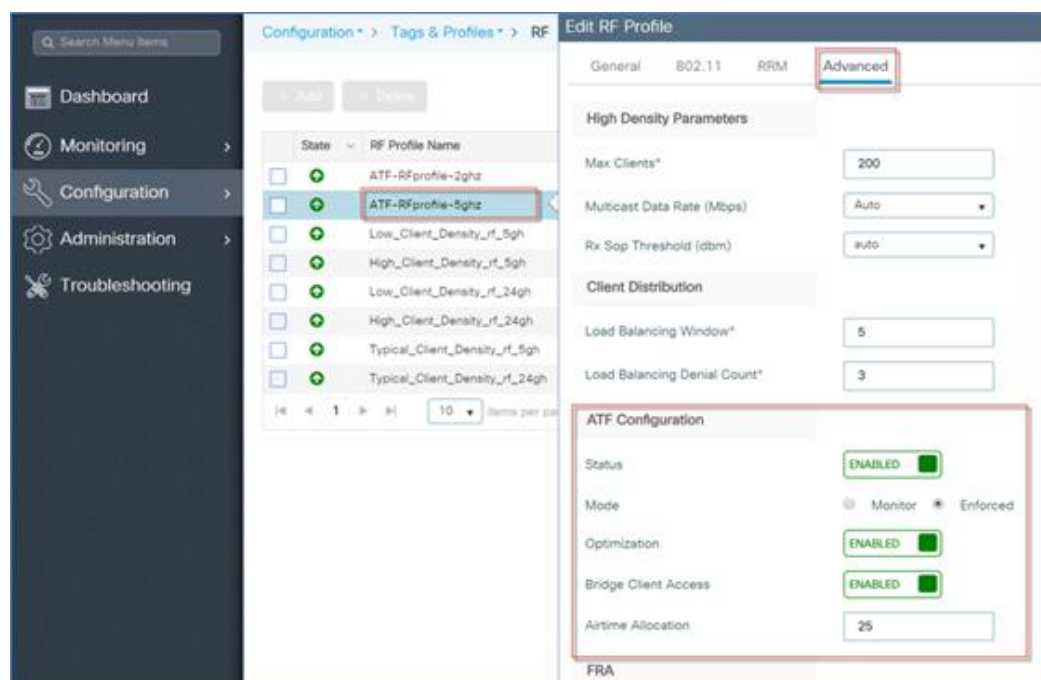 Search Menu Items
Dashboard
Monitoring
Configuration
Administration
Troubleshooting
Configuration > Tags & Profiles > RF
Add
Delete
State
RF Profile Name
ATF-RFprofile-2ghz
ATF-RFprofile-5ghz
Low_Client_Density_rf_5gh
High_Client_Density_rf_5gh
Low_Client_Density_rf_24gh
High_Client_Density_rf_24gh
Typical_Client_Density_rf_5gh
Typical_Client_Density_rf_24gh
1
10
items per pa
Edit RF Profile
General 802.11 RRM Advanced
High Density Parameters
Max Clients* 200
Multicast Data Rate (Mbps) Auto
Rx Sop Threshold (dbm) auto
Client Distribution
Load Balancing Window* 5
Load Balancing Denial Count* 3
ATF Configuration
Status ENABLED
Mode Monitor Enforced
Optimization ENABLED
Bridge Client Access ENABLED
Airtime Allocation 25
FRA